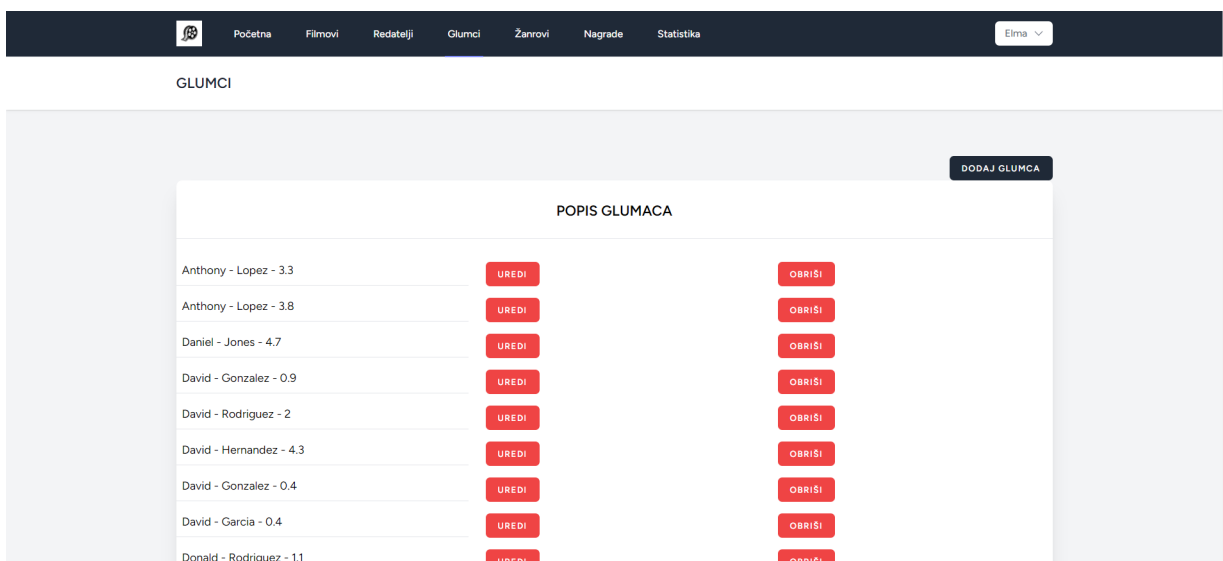 Početna Filmovi Redatelji Glumci Žanrovi Nagrade Statistika Elma
GLUMCI
DODAJ GLUMCA
POPIS GLUMACA
Anthony - Lopez - 3.3 UREDI OBRIŠI
Anthony - Lopez - 3.8 UREDI OBRIŠI
Daniel - Jones - 4.7 UREDI OBRIŠI
David - Gonzalez - 0.9 UREDI OBRIŠI
David - Rodriguez - 2 UREDI OBRIŠI
David - Hernandez - 4.3 UREDI OBRIŠI
David - Gonzalez - 0.4 UREDI OBRIŠI
David - Garcia - 0.4 UREDI OBRIŠI
Donald - Rodriguez - 1.1 UREDI OBRIŠI